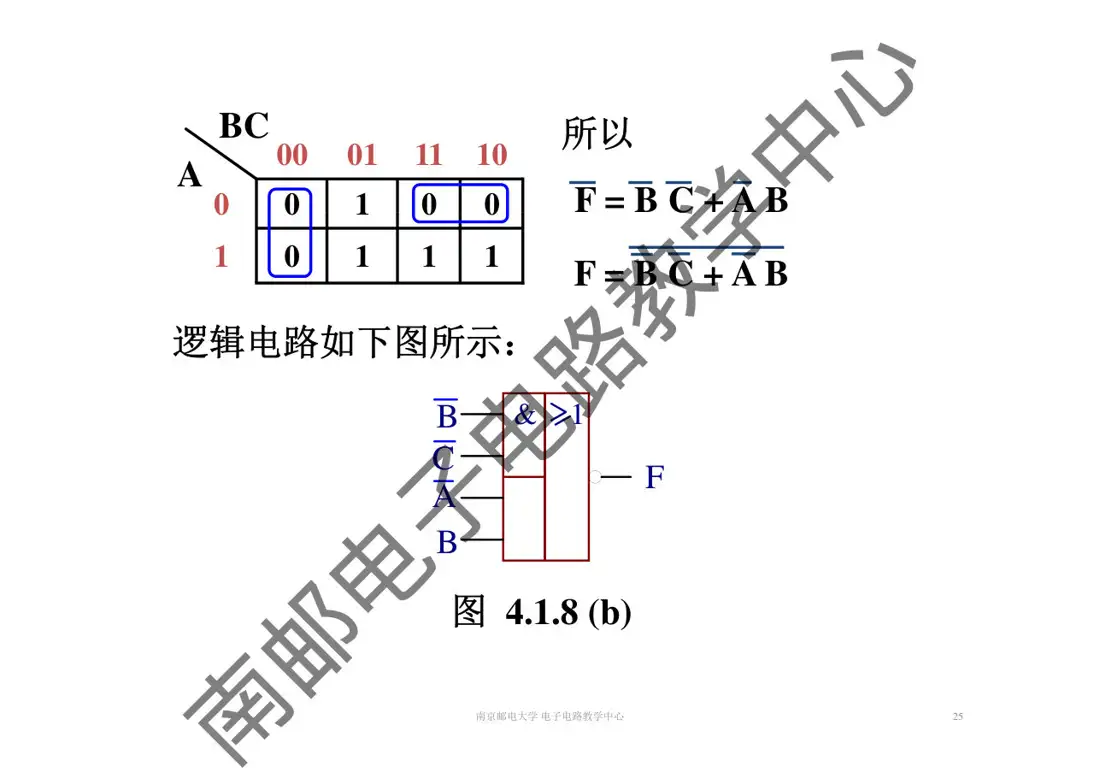 BC
A
00 01 11 10
0 0 1 0 0
1 0 1 1 1
所以
F̅ = B̅ C̅ + A̅ B
F = \overline{B̅ C̅ + A̅ B}
逻辑电路如下图所示：
B̅ & ≥1
C̅
A̅
F
B
图 4.1.8 (b)
南邮电子电路教学中心
南京邮电大学 电子电路教学中心
25